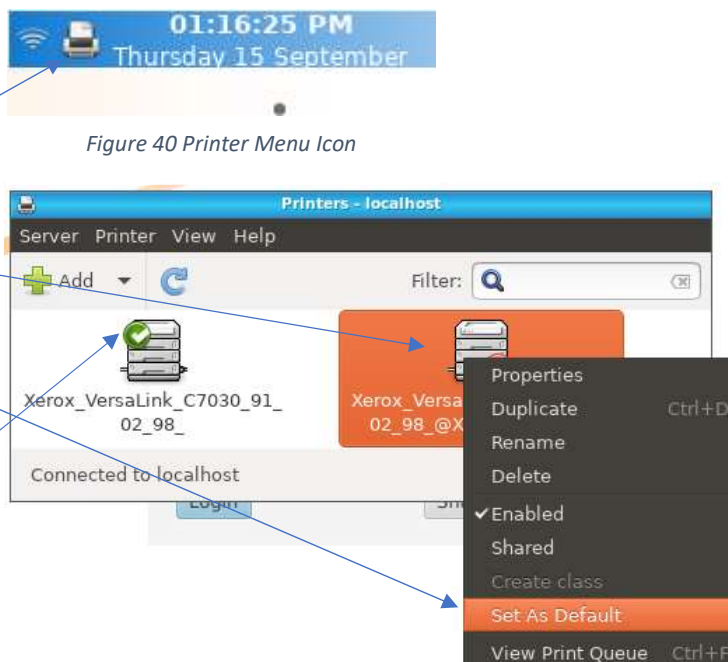 01:16:25 PM
Thursday 15 September
Figure 40 Printer Menu Icon
Printers - localhost
Server Printer View Help
Add Filter:
Xerox_VersaLink_C7030_91_
02_98_
Xerox_Versa
02_98_@X
Connected to localhost
Login
Properties
Duplicate Ctrl+D
Rename
Delete
Enabled
Shared
Create class
Set As Default
View Print Queue Ctrl+F